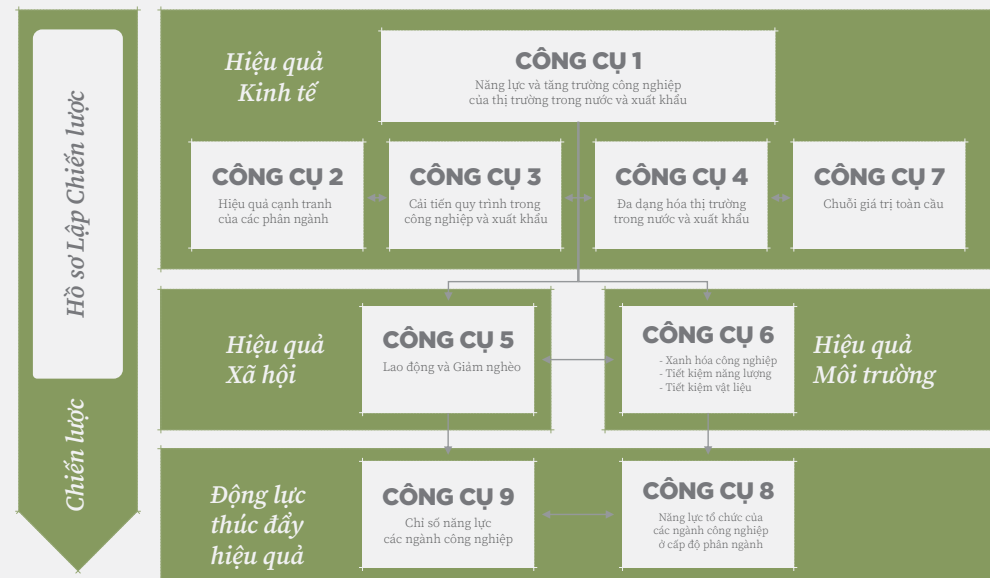 Hồ sơ Lập Chiến lược
Chiến lược
Hiệu quả
Kinh tế
CÔNG CỤ 1
Năng lực và tăng trưởng công nghiệp
của thị trường trong nước và xuất khẩu
CÔNG CỤ 2
Hiệu quả cạnh tranh
của các phân ngành
CÔNG CỤ 3
Cải tiến quy trình trong
công nghiệp và xuất khẩu
CÔNG CỤ 4
Đa dạng hóa thị trường
trong nước và xuất khẩu
CÔNG CỤ 7
Chuỗi giá trị toàn cầu
Hiệu quả
Xã hội
CÔNG CỤ 5
Lao động và Giảm nghèo
CÔNG CỤ 6
- Xanh hóa công nghiệp
- Tiết kiệm năng lượng
- Tiết kiệm vật liệu
Hiệu quả
Môi trường
Động lực
thúc đẩy
hiệu quả
CÔNG CỤ 9
Chỉ số năng lực
các ngành công nghiệp
CÔNG CỤ 8
Năng lực tổ chức của
các ngành công nghiệp
ở cấp độ phân ngành